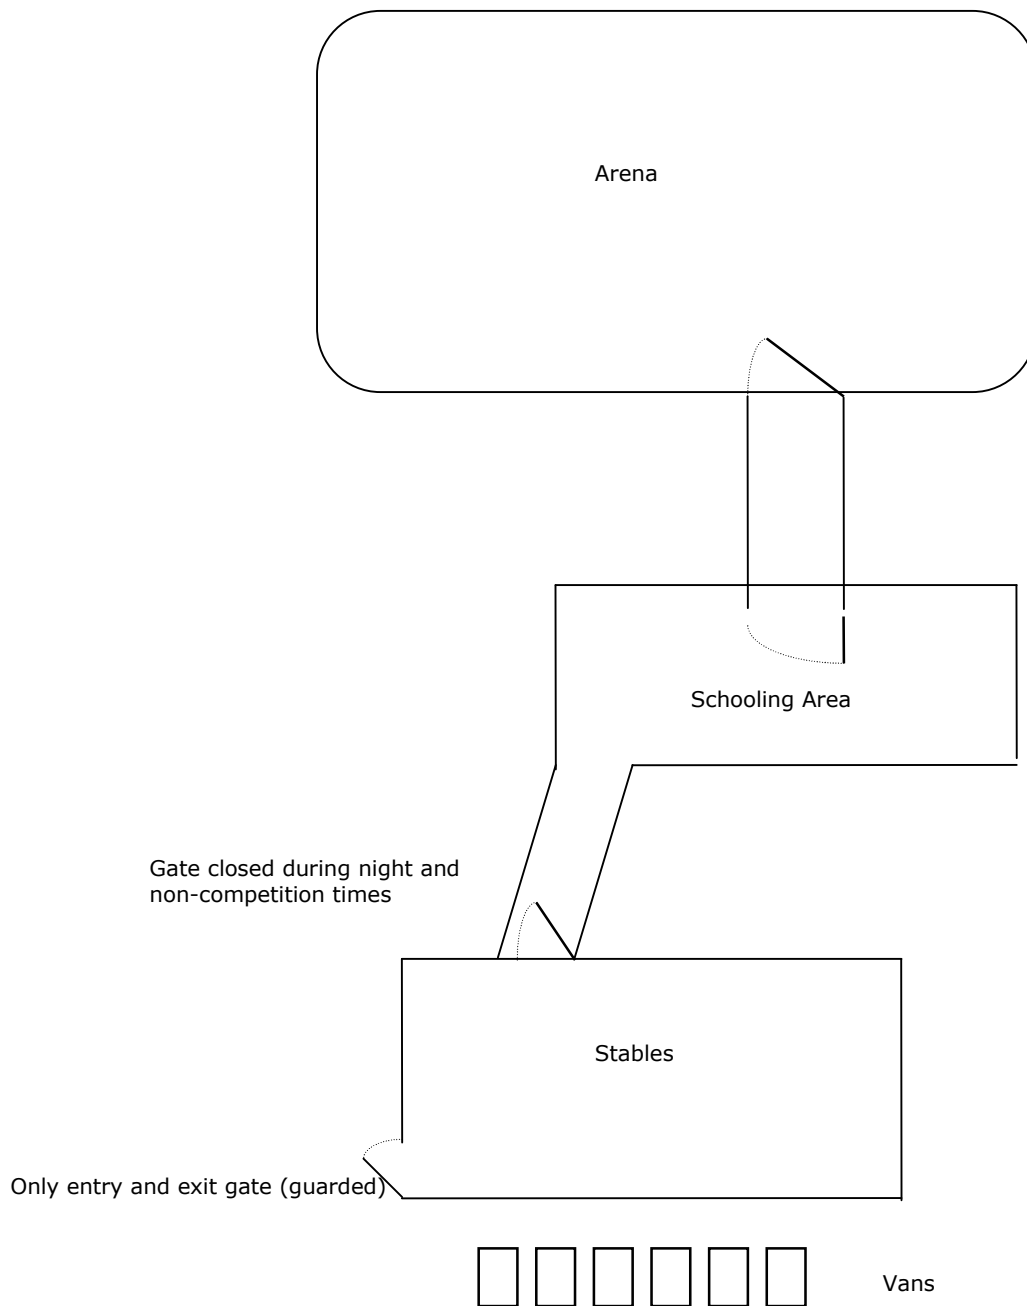 Arena
Schooling Area
Gate closed during night and
non-competition times
Stables
Only entry and exit gate (guarded)
Vans